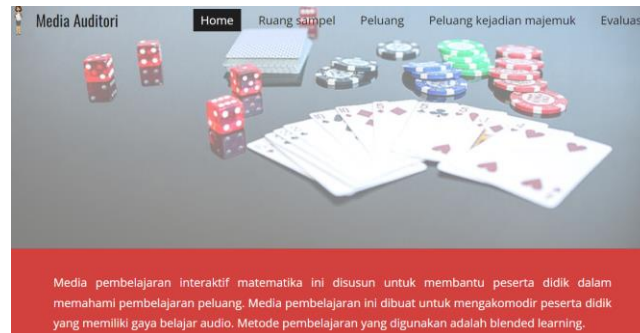 Media Auditori
Home Ruang sampel Peluang Peluang kejadian majemuk Evaluas
Media pembelajaran interaktif matematika ini disusun untuk membantu peserta didik dalam
memahami pembelajaran peluang. Media pembelajaran ini dibuat untuk mengakomodir peserta didik
yang memiliki gaya belajar audio. Metode pembelajaran yang digunakan adalah blended learning.